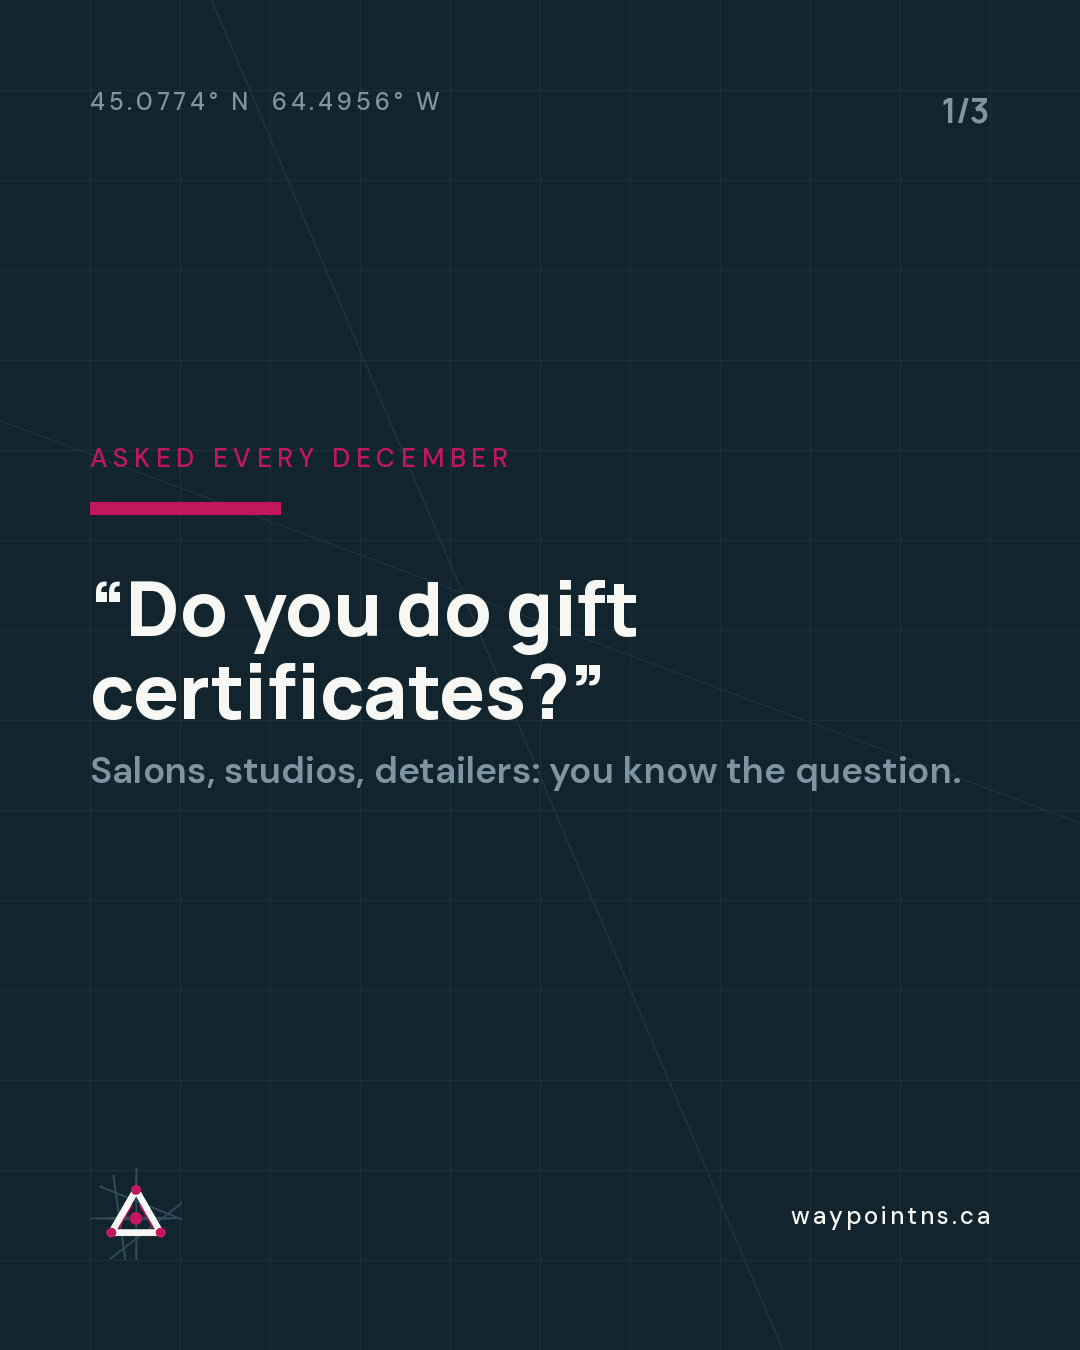 45.0774° N  64.4956° W
1/3
ASKED EVERY DECEMBER
“Do you do gift
certificates?”
Salons, studios, detailers: you know the question.
waypointns.ca